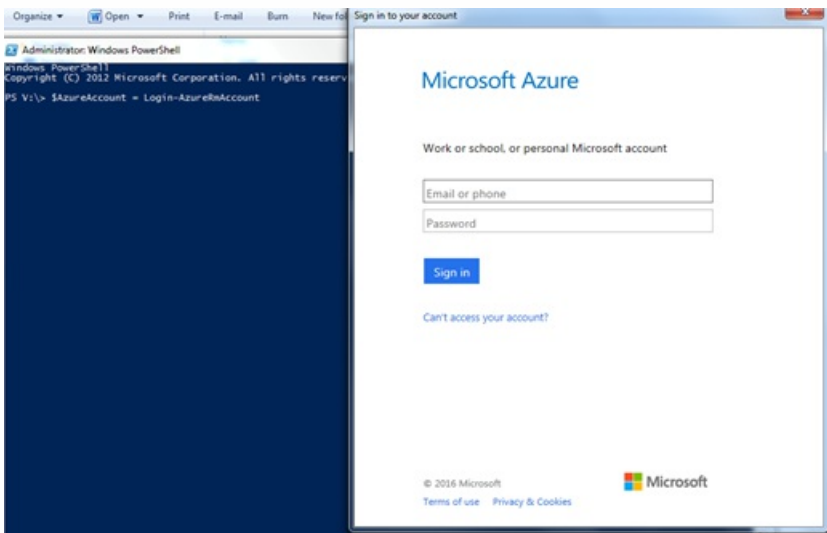 Organize Open Print E-mail Burn New fol
Sign in to your account
Administrator: Windows PowerShell
Windows PowerShell
Copyright (C) 2012 Microsoft Corporation. All rights reserv
PS V:\> $AzureAccount = Login-AzureRmAccount
Microsoft Azure
Work or school, or personal Microsoft account
Email or phone
Password
Sign in
Can't access your account?
© 2016 Microsoft
Microsoft
Terms of use Privacy & Cookies